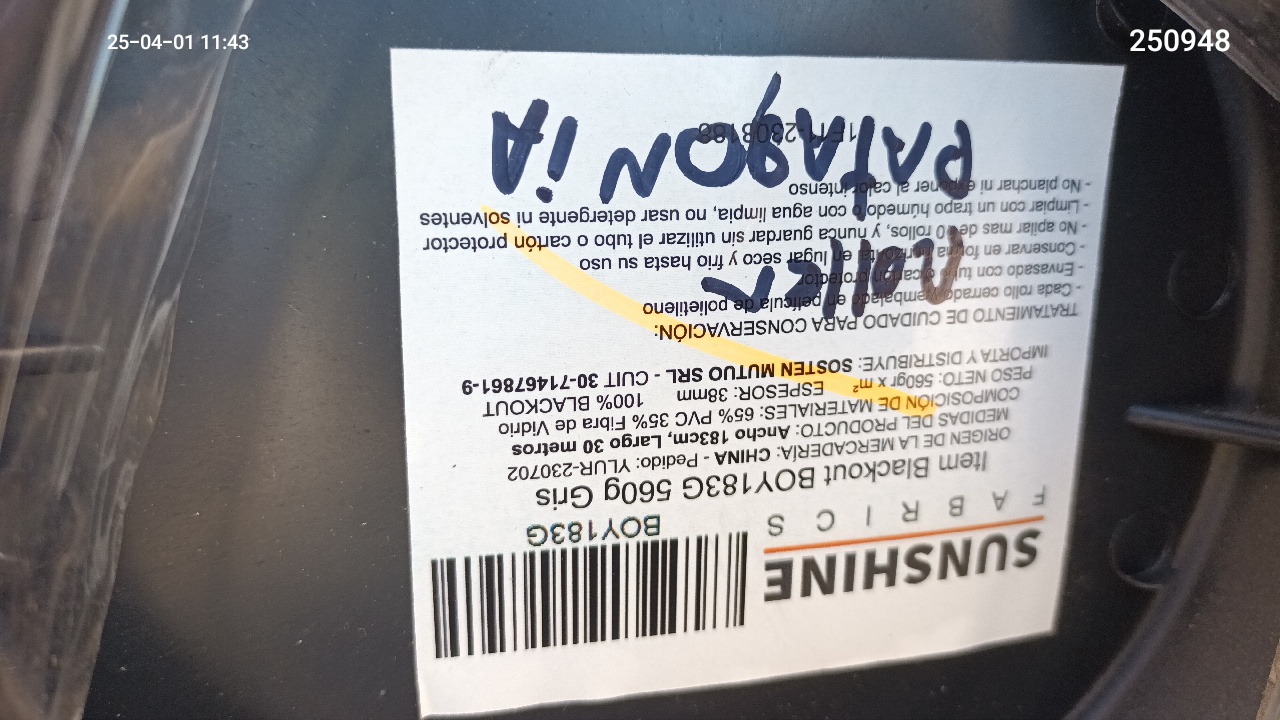 25-04-01 11:43
250948
SUNSHINE
FABRICS
BOY183G
Item Blackout BOY183G 560g Gris
ORIGEN DE LA MERCADERÍA: CHINA - Pedido: YLUR-230702
MEDIDAS DEL PRODUCTO: Ancho 183cm, Largo 30 metros
COMPOSICIÓN DE MATERIALES: 65% PVC 35% Fibra de Vidrio
PESO NETO: 560gr x m² ESPESOR: 38mm 100% BLACKOUT
IMPORTA Y DISTRIBUYE: SOSTEN MUTUO SRL - CUIT 30-71467861-9
TRATAMIENTO DE CUIDADO PARA CONSERVACIÓN:
- Cada rollo cerrado y embalado en película de polietileno
- Envasado con tubo o cartón protector
- Conservar en forma horizontal en lugar seco y frío hasta su uso
- No apilar mas de 10 rollos, y nunca guardar sin utilizar el tubo o cartón protector
- Limpiar con un trapo húmedo o con agua limpia, no usar detergente ni solventes
- No planchar ni exponer al calor intenso
ROllER
PATAGONiA